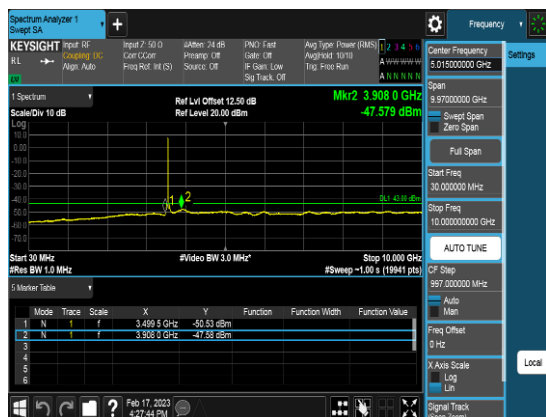 Spectrum Analyzer 1
Swept SA
+
Frequency
KEYSIGHT
RL
Input: RF
Coupling: DC
Align: Auto
Input Z: 50 Ω
Corr CCorr
Freq Ref: Int (S)
#Atten: 24 dB
Preamp: Off
Source: Off
PNO: Fast
Gate: Off
IF Gain: Low
Sig Track: Off
Avg Type: Power (RMS)
Avg|Hold: 10/10
Trig: Free Run
1 2 3 4 5 6
A W W W W W
A N N N N N
Center Frequency
5.015000000 GHz
Settings
Span
9.97000000 GHz
Swept Span
Zero Span
Full Span
Start Freq
30.000000 MHz
Stop Freq
10.000000000 GHz
AUTO TUNE
CF Step
997.000000 MHz
Auto
Man
Freq Offset
0 Hz
X Axis Scale
Log
Lin
Signal Track
Local
1 Spectrum
Scale/Div 10 dB
Ref Lvl Offset 12.50 dB
Ref Level 20.00 dBm
Mkr2 3.908 0 GHz
-47.579 dBm
Log
10.0
0.00
-10.0
-20.0
-30.0
-40.0
-50.0
-60.0
-70.0
1
2
Start 30 MHz
#Res BW 1.0 MHz
#Video BW 3.0 MHz*
Stop 10.000 GHz
#Sweep ~1.00 s (19941 pts)
5 Marker Table
Mode Trace Scale X Y Function Function Width Function Value
1 N 1 f 3.499 5 GHz -50.53 dBm
2 N 1 f 3.908 0 GHz -47.58 dBm
3
4
5
6
?
Feb 17, 2023
4:27:44 PM